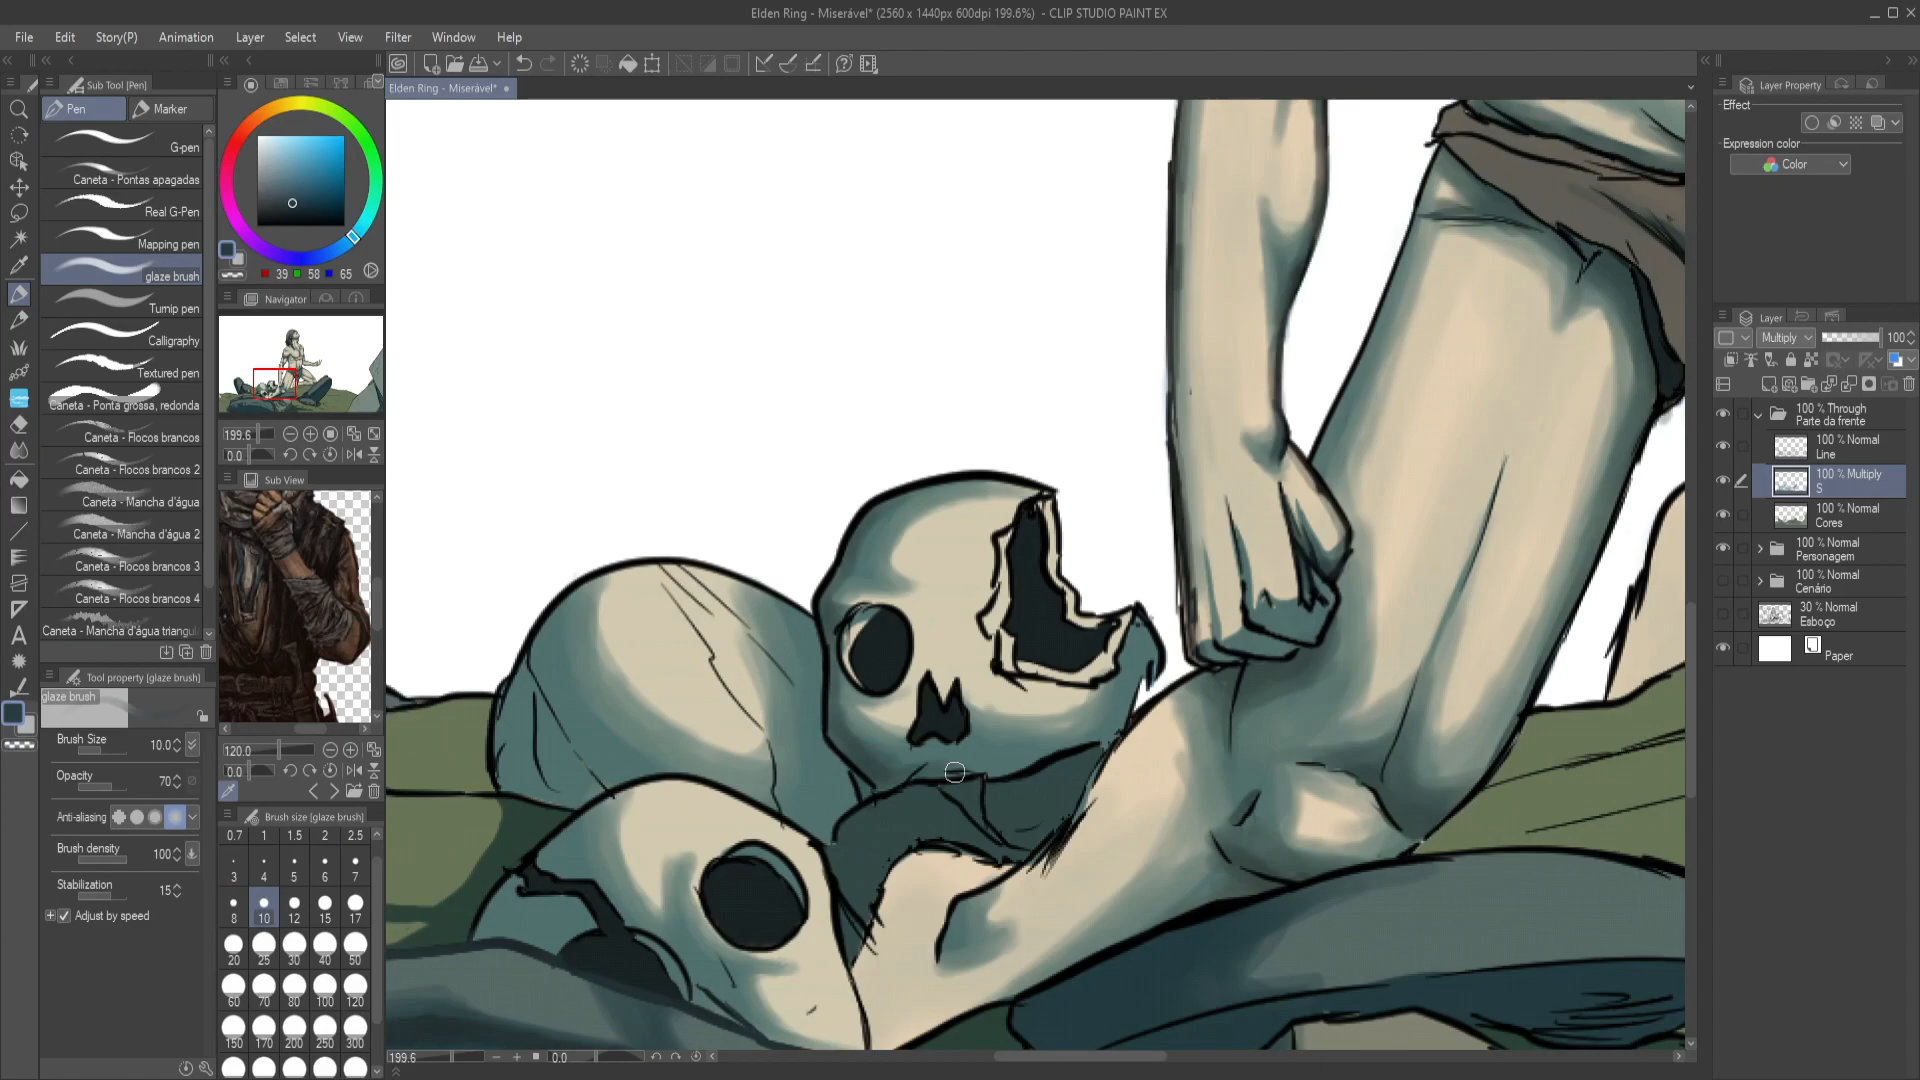 Elden Ring - Miserável* (2560 x 1440px 600dpi 199.6%) - CLIP STUDIO PAINT EX
File Edit Story(P) Animation Layer Select View Filter Window Help
Sub Tool [Pen]
Pen Marker
G-pen
Caneta - Pontas apagadas
Real G-Pen
Mapping pen
glaze brush
Turnip pen
Calligraphy
Textured pen
Caneta - Ponta grossa, redonda
Caneta - Flocos brancos
Caneta - Flocos brancos 2
Caneta - Mancha d'água
Caneta - Mancha d'água 2
Caneta - Flocos brancos 3
Caneta - Flocos brancos 4
Caneta - Mancha d'água triangul
Tool property [glaze brush]
glaze brush
Brush Size 10.0
Opacity 70
Anti-aliasing
Brush density 100
Stabilization 15
Adjust by speed
39 58 65
Navigator
199.6
0.0
Sub View
120.0
0.0
Brush size [glaze brush]
0.7 1 1.5 2 2.5
3 4 5 6 7
8 10 12 15 17
20 25 30 40 50
60 70 80 100 120
150 170 200 250 300
Elden Ring - Miserável*
199.6 0.0
Layer Property
Effect
Expression color
Color
Layer
Multiply 100
100 % Through
Parte da frente
100 % Normal
Line
100 % Multiply
S
100 % Normal
Cores
100 % Normal
Personagem
100 % Normal
Cenário
30 % Normal
Esboço
Paper